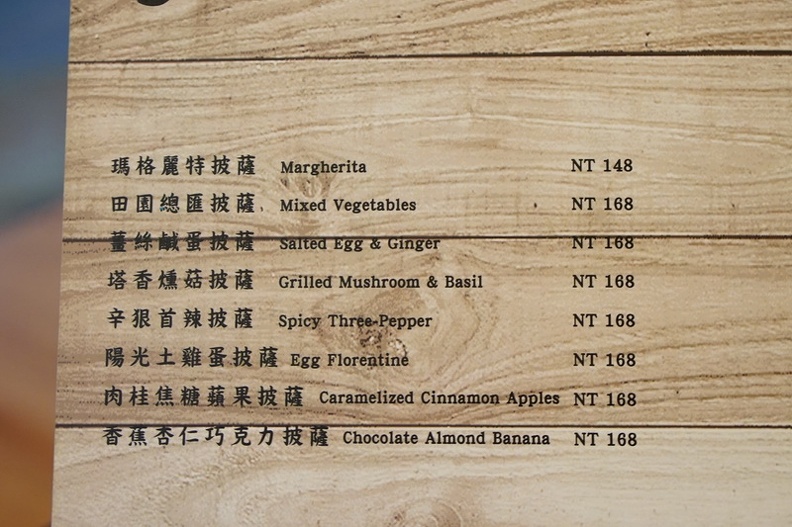 瑪格麗特披薩 Margherita NT 148
田園總匯披薩 Mixed Vegetables NT 168
薑絲鹹蛋披薩 Salted Egg & Ginger NT 168
塔香燻菇披薩 Grilled Mushroom & Basil NT 168
辛狠首辣披薩 Spicy Three-Pepper NT 168
陽光土雞蛋披薩 Egg Florentine NT 168
肉桂焦糖蘋果披薩 Caramelized Cinnamon Apples NT 168
香蕉杏仁巧克力披薩 Chocolate Almond Banana NT 168